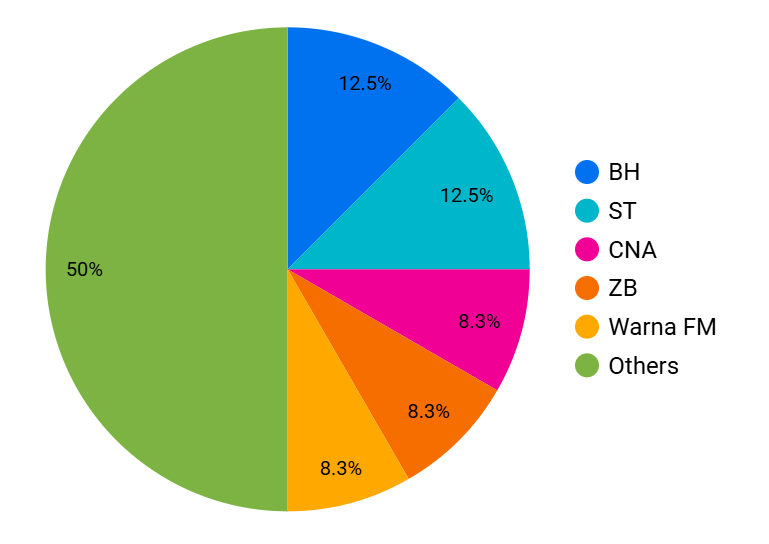 12.5%
12.5%
8.3%
8.3%
8.3%
50%
BH
ST
CNA
ZB
Warna FM
Others